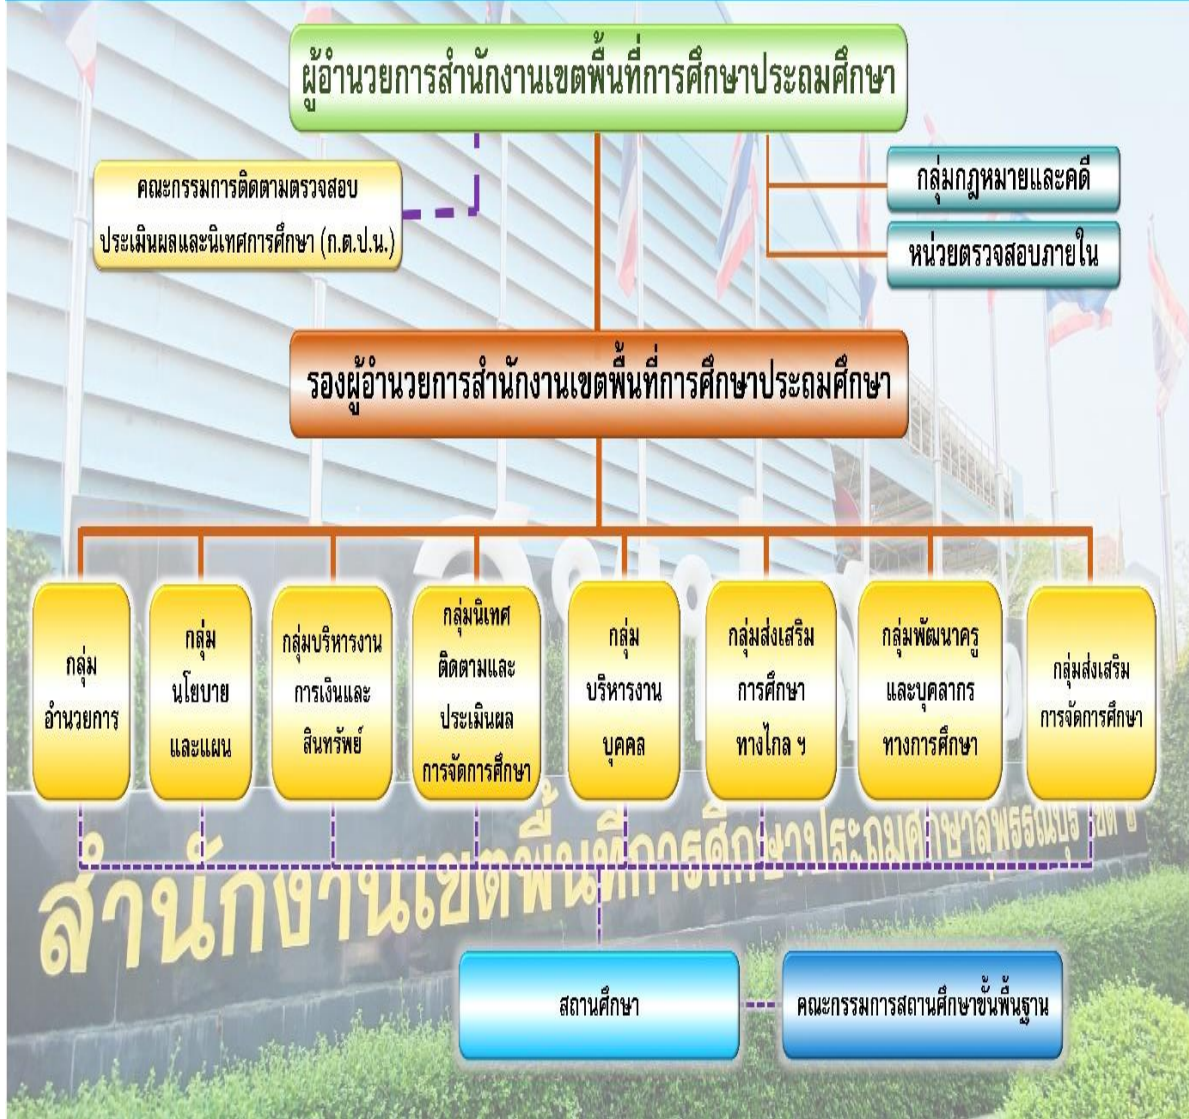 ผู้อำนวยการสำนักงานเขตพื้นที่การศึกษาประถมศึกษา
คณะกรรมการติดตามตรวจสอบ
ประเมินผลและนิเทศการศึกษา (ก.ต.ป.น.)
กลุ่มกฎหมายและคดี
หน่วยตรวจสอบภายใน
รองผู้อำนวยการสำนักงานเขตพื้นที่การศึกษาประถมศึกษา
กลุ่ม
อำนวยการ
กลุ่ม
นโยบาย
และแผน
กลุ่มบริหารงาน
การเงินและ
สินทรัพย์
กลุ่มนิเทศ
ติดตามและ
ประเมินผล
การจัดการศึกษา
กลุ่ม
บริหารงาน
บุคคล
กลุ่มส่งเสริม
การศึกษา
ทางไกล ฯ
กลุ่มพัฒนาครู
และบุคลากร
ทางการศึกษา
กลุ่มส่งเสริม
การจัดการศึกษา
สำนักงานเขตพื้นที่การศึกษาประถมศึกษาสุพรรณบุรี เขต ๒
สถานศึกษา
คณะกรรมการสถานศึกษาขั้นพื้นฐาน